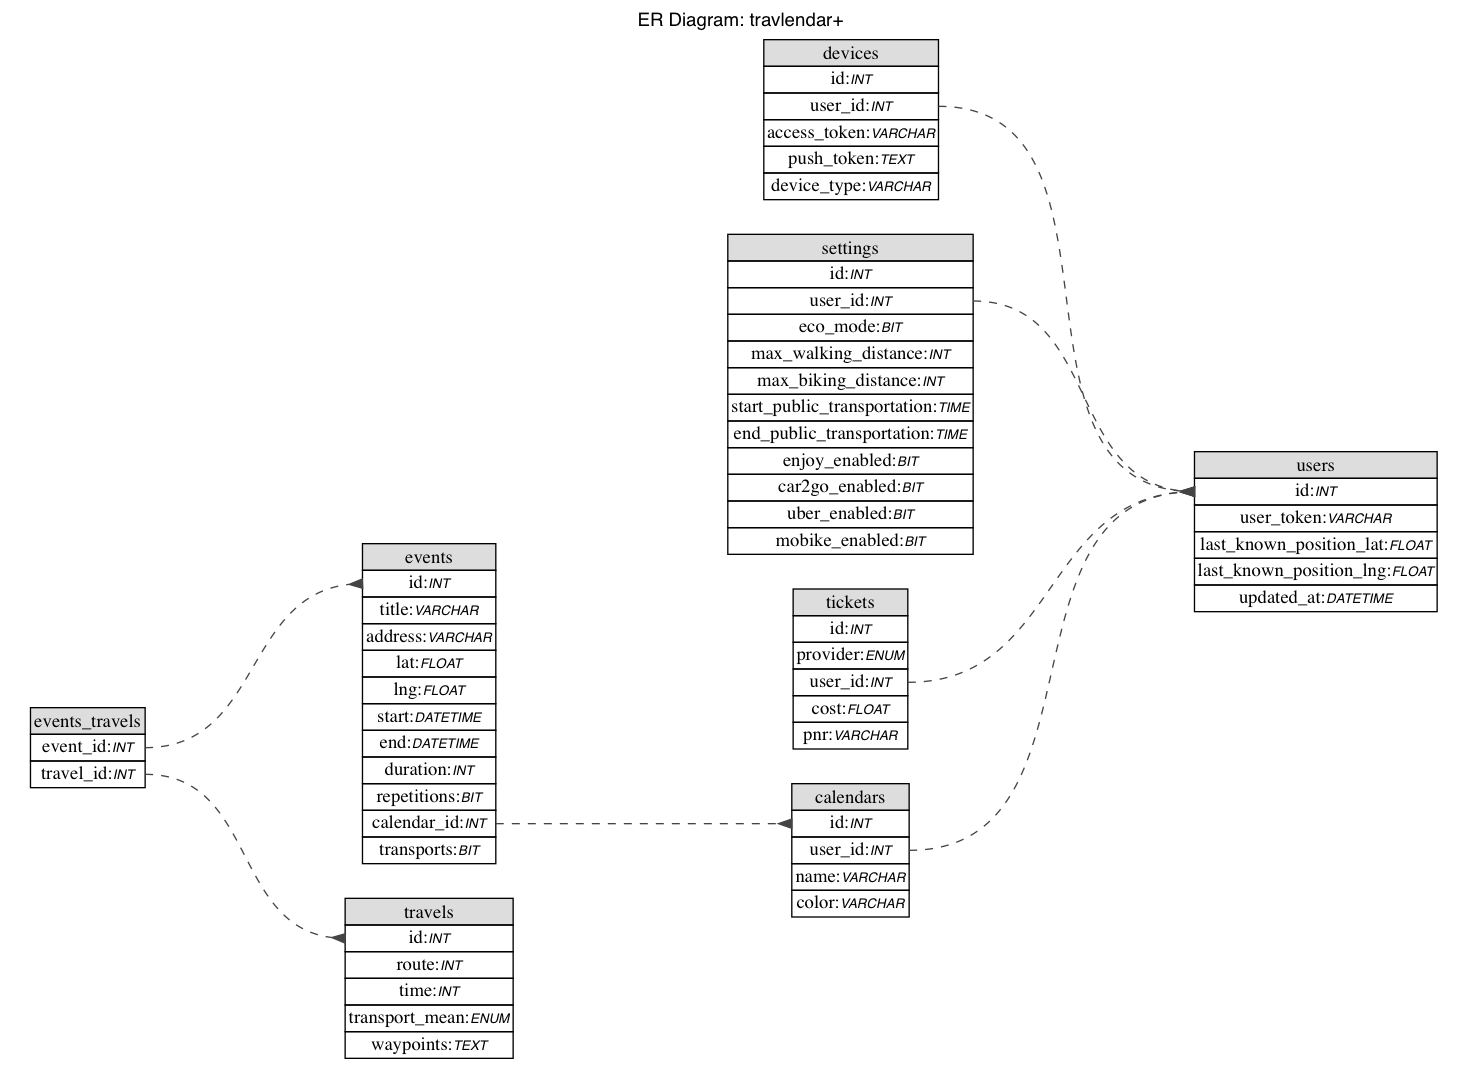 ER Diagram: travlendar+
devices
id:INT
user_id:INT
access_token:VARCHAR
push_token:TEXT
device_type:VARCHAR
settings
id:INT
user_id:INT
eco_mode:BIT
max_walking_distance:INT
max_biking_distance:INT
start_public_transportation:TIME
end_public_transportation:TIME
enjoy_enabled:BIT
car2go_enabled:BIT
uber_enabled:BIT
mobike_enabled:BIT
users
id:INT
user_token:VARCHAR
last_known_position_lat:FLOAT
last_known_position_lng:FLOAT
updated_at:DATETIME
events
id:INT
title:VARCHAR
address:VARCHAR
lat:FLOAT
lng:FLOAT
start:DATETIME
end:DATETIME
duration:INT
repetitions:BIT
calendar_id:INT
transports:BIT
tickets
id:INT
provider:ENUM
user_id:INT
cost:FLOAT
pnr:VARCHAR
events_travels
event_id:INT
travel_id:INT
calendars
id:INT
user_id:INT
name:VARCHAR
color:VARCHAR
travels
id:INT
route:INT
time:INT
transport_mean:ENUM
waypoints:TEXT